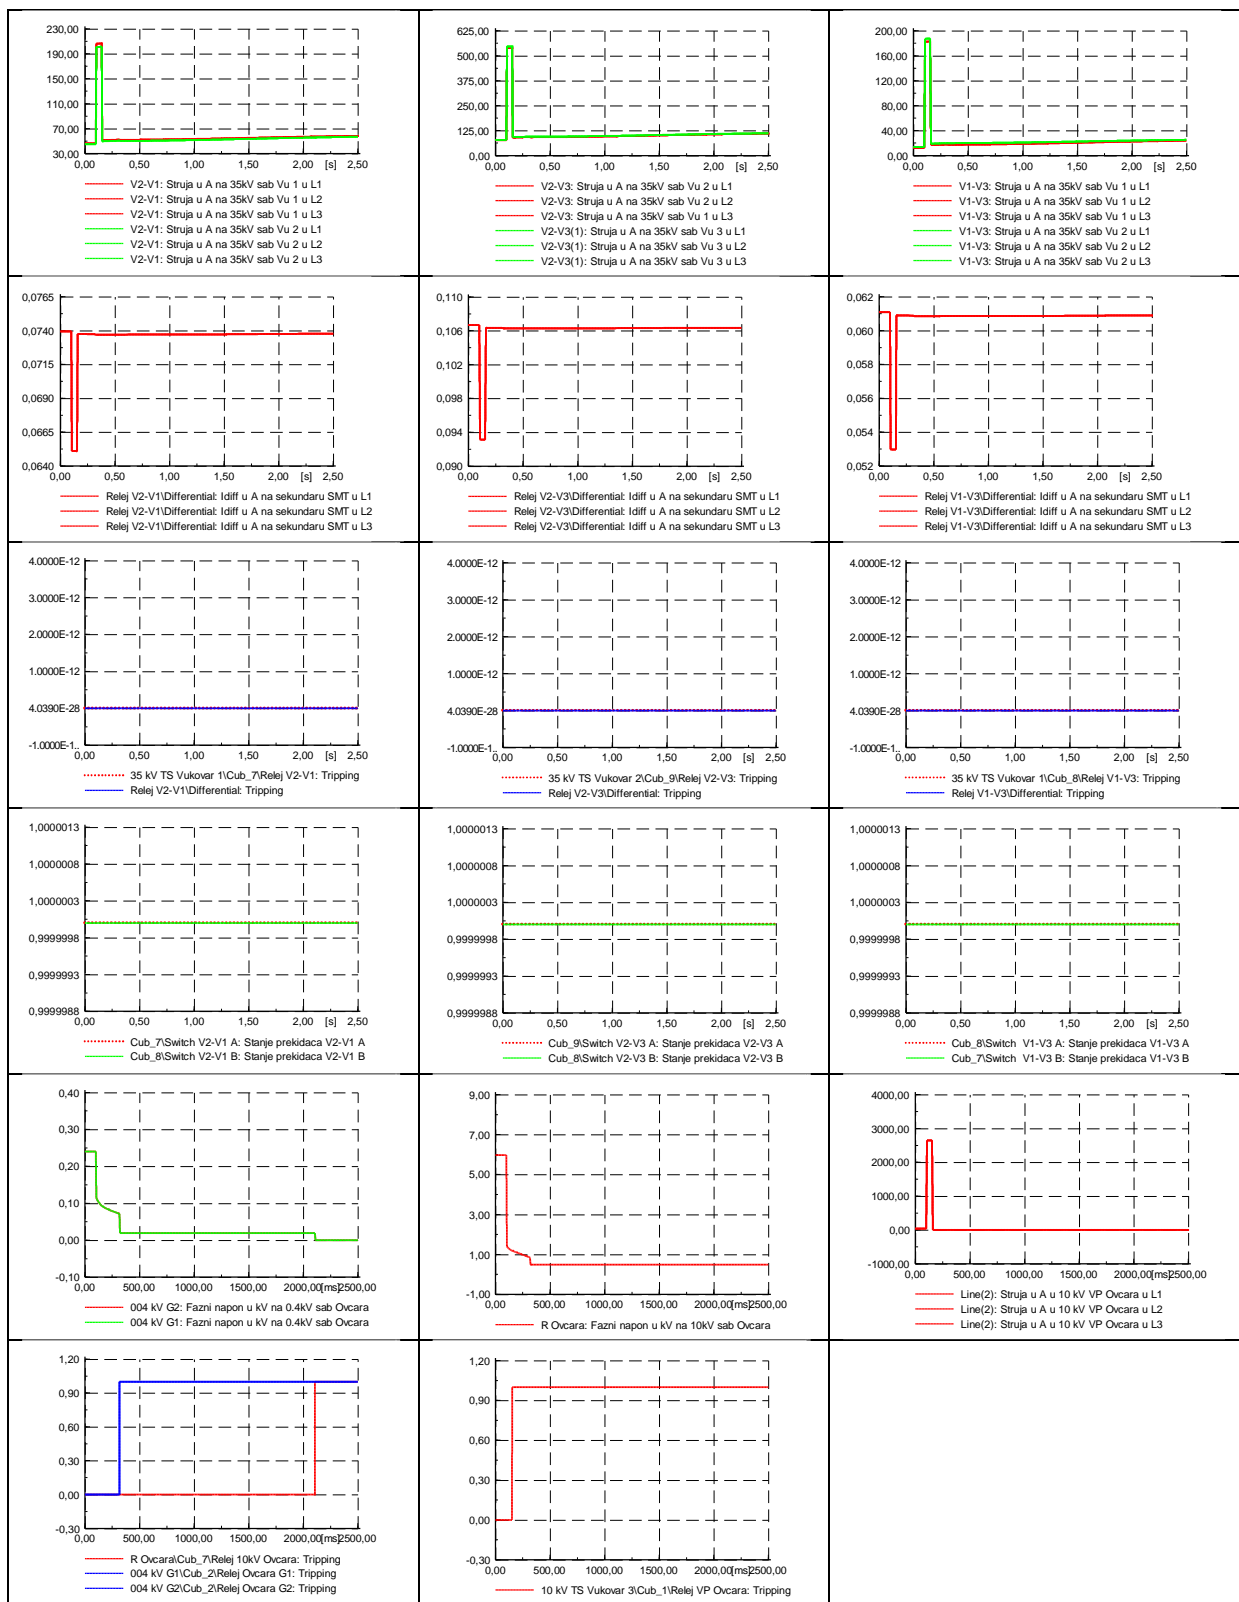 230,00
190,00
150,00
110,00
70,00
30,00
0,00 0,50 1,00 1,50 2,00 [s] 2,50
V2-V1: Struja u A na 35kV sab Vu 1 u L1
V2-V1: Struja u A na 35kV sab Vu 1 u L2
V2-V1: Struja u A na 35kV sab Vu 1 u L3
V2-V1: Struja u A na 35kV sab Vu 2 u L1
V2-V1: Struja u A na 35kV sab Vu 2 u L2
V2-V1: Struja u A na 35kV sab Vu 2 u L3
625,00
500,00
375,00
250,00
125,00
0,00
0,00 0,50 1,00 1,50 2,00 [s] 2,50
V2-V3: Struja u A na 35kV sab Vu 2 u L1
V2-V3: Struja u A na 35kV sab Vu 2 u L2
V2-V3: Struja u A na 35kV sab Vu 1 u L3
V2-V3(1): Struja u A na 35kV sab Vu 3 u L1
V2-V3(1): Struja u A na 35kV sab Vu 3 u L2
V2-V3(1): Struja u A na 35kV sab Vu 3 u L3
200,00
160,00
120,00
80,00
40,00
0,00
0,00 0,50 1,00 1,50 2,00 [s] 2,50
V1-V3: Struja u A na 35kV sab Vu 1 u L1
V1-V3: Struja u A na 35kV sab Vu 1 u L2
V1-V3: Struja u A na 35kV sab Vu 1 u L3
V1-V3: Struja u A na 35kV sab Vu 2 u L1
V1-V3: Struja u A na 35kV sab Vu 2 u L2
V1-V3: Struja u A na 35kV sab Vu 2 u L3
0,0765
0,0740
0,0715
0,0690
0,0665
0,0640
0,00 0,50 1,00 1,50 2,00 [s] 2,50
Relej V2-V1\Differential: Idiff u A na sekundaru SMT u L1
Relej V2-V1\Differential: Idiff u A na sekundaru SMT u L2
Relej V2-V1\Differential: Idiff u A na sekundaru SMT u L3
0,110
0,106
0,102
0,098
0,094
0,090
0,00 0,50 1,00 1,50 2,00 [s] 2,50
Relej V2-V3\Differential: Idiff u A na sekundaru SMT u L1
Relej V2-V3\Differential: Idiff u A na sekundaru SMT u L2
Relej V2-V3\Differential: Idiff u A na sekundaru SMT u L3
0,062
0,060
0,058
0,056
0,054
0,052
0,00 0,50 1,00 1,50 2,00 [s] 2,50
Relej V1-V3\Differential: Idiff u A na sekundaru SMT u L1
Relej V1-V3\Differential: Idiff u A na sekundaru SMT u L2
Relej V1-V3\Differential: Idiff u A na sekundaru SMT u L3
4.0000E-12
3.0000E-12
2.0000E-12
1.0000E-12
4.0390E-28
-1.0000E-1..
0,00 0,50 1,00 1,50 2,00 [s] 2,50
35 kV TS Vukovar 1\Cub_7\Relej V2-V1: Tripping
Relej V2-V1\Differential: Tripping
4.0000E-12
3.0000E-12
2.0000E-12
1.0000E-12
4.0390E-28
-1.0000E-1..
0,00 0,50 1,00 1,50 2,00 [s] 2,50
35 kV TS Vukovar 2\Cub_9\Relej V2-V3: Tripping
Relej V2-V3\Differential: Tripping
4.0000E-12
3.0000E-12
2.0000E-12
1.0000E-12
4.0390E-28
-1.0000E-1..
0,00 0,50 1,00 1,50 2,00 [s] 2,50
35 kV TS Vukovar 1\Cub_8\Relej V1-V3: Tripping
Relej V1-V3\Differential: Tripping
1,0000013
1,0000008
1,0000003
0,9999998
0,9999993
0,9999988
0,00 0,50 1,00 1,50 2,00 [s] 2,50
Cub_7\Switch V2-V1 A: Stanje prekidaca V2-V1 A
Cub_8\Switch V2-V1 B: Stanje prekidaca V2-V1 B
1,0000013
1,0000008
1,0000003
0,9999998
0,9999993
0,9999988
0,00 0,50 1,00 1,50 2,00 [s] 2,50
Cub_9\Switch V2-V3 A: Stanje prekidaca V2-V3 A
Cub_8\Switch V2-V3 B: Stanje prekidaca V2-V3 B
1,0000013
1,0000008
1,0000003
0,9999998
0,9999993
0,9999988
0,00 0,50 1,00 1,50 2,00 [s] 2,50
Cub_8\Switch V1-V3 A: Stanje prekidaca V1-V3 A
Cub_7\Switch V1-V3 B: Stanje prekidaca V1-V3 B
0,40
0,30
0,20
0,10
0,00
-0,10
0,00 500,00 1000,00 1500,00 2000,00 [ms] 2500,00
004 kV G2: Fazni napon u kV na 0.4kV sab Ovcara
004 kV G1: Fazni napon u kV na 0.4kV sab Ovcara
9,00
7,00
5,00
3,00
1,00
-1,00
0,00 500,00 1000,00 1500,00 2000,00 [ms] 2500,00
R Ovcara: Fazni napon u kV na 10kV sab Ovcara
4000,00
3000,00
2000,00
1000,00
0,00
-1000,00
0,00 500,00 1000,00 1500,00 2000,00 [ms] 2500,00
Line(2): Struja u A u 10 kV VP Ovcara u L1
Line(2): Struja u A u 10 kV VP Ovcara u L2
Line(2): Struja u A u 10 kV VP Ovcara u L3
1,20
0,90
0,60
0,30
0,00
-0,30
0,00 500,00 1000,00 1500,00 2000,00 [ms] 2500,00
R Ovcara\Cub_7\Relej 10kV Ovcara: Tripping
004 kV G1\Cub_2\Relej Ovcara G1: Tripping
004 kV G2\Cub_2\Relej Ovcara G2: Tripping
1,20
0,90
0,60
0,30
0,00
-0,30
0,00 500,00 1000,00 1500,00 2000,00 [ms] 2500,00
10 kV TS Vukovar 3\Cub_1\Relej VP Ovcara: Tripping